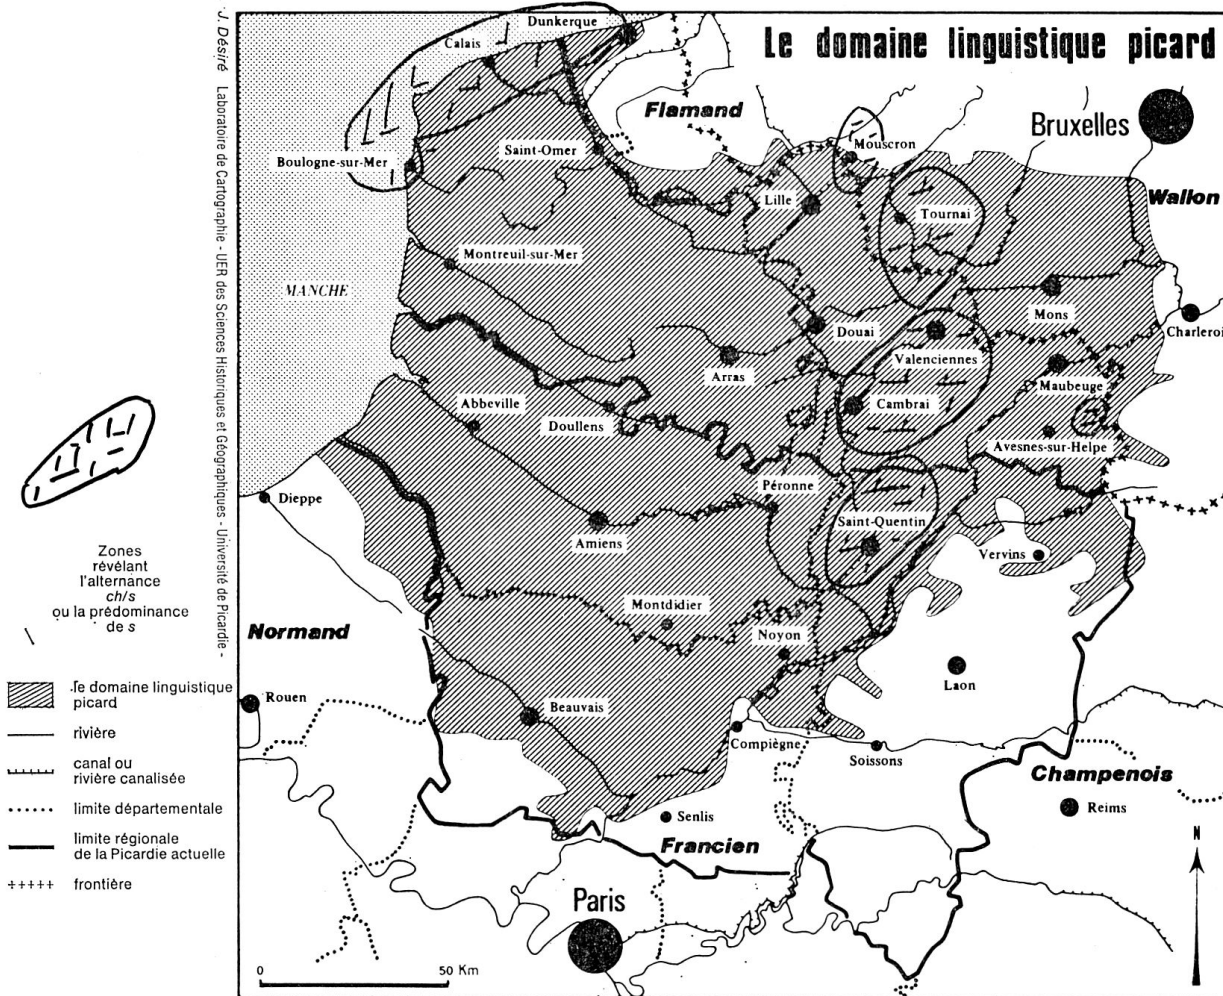 Le domaine linguistique picard
J. Désiré Laboratoire de Cartographie - UER des Sciences Historiques et Géographiques - Université de Picardie -
Dunkerque
Calais
Flamand
Bruxelles
Boulogne-sur-Mer
Saint-Omer
Mouscron
Lille
Tournai
Wallon
Montreuil-sur-Mer
MANCHE
Mons
Douai
Charleroi
Arras
Valenciennes
Maubeuge
Abbeville
Doullens
Cambrai
Avesnes-sur-Helpe
Dieppe
Péronne
Amiens
Saint-Quentin
Vervins
Zones
révélant
l'alternance
ch/s
ou la prédominance
de s
Normand
Montdidier
Noyon
Laon
le domaine linguistique
picard
Rouen
Beauvais
rivière
Compiègne
Soissons
canal ou
rivière canalisée
Champenois
limite départementale
Reims
Senlis
limite régionale
de la Picardie actuelle
Francien
N
frontière
Paris
0 50 Km